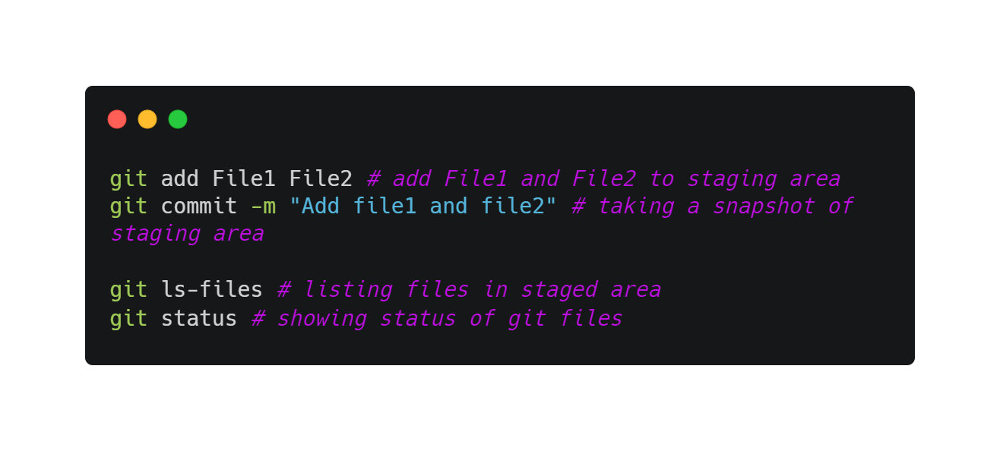 git add File1 File2 # add File1 and File2 to staging area
git commit -m "Add file1 and file2" # taking a snapshot of
staging area
git ls-files # listing files in staged area
git status # showing status of git files